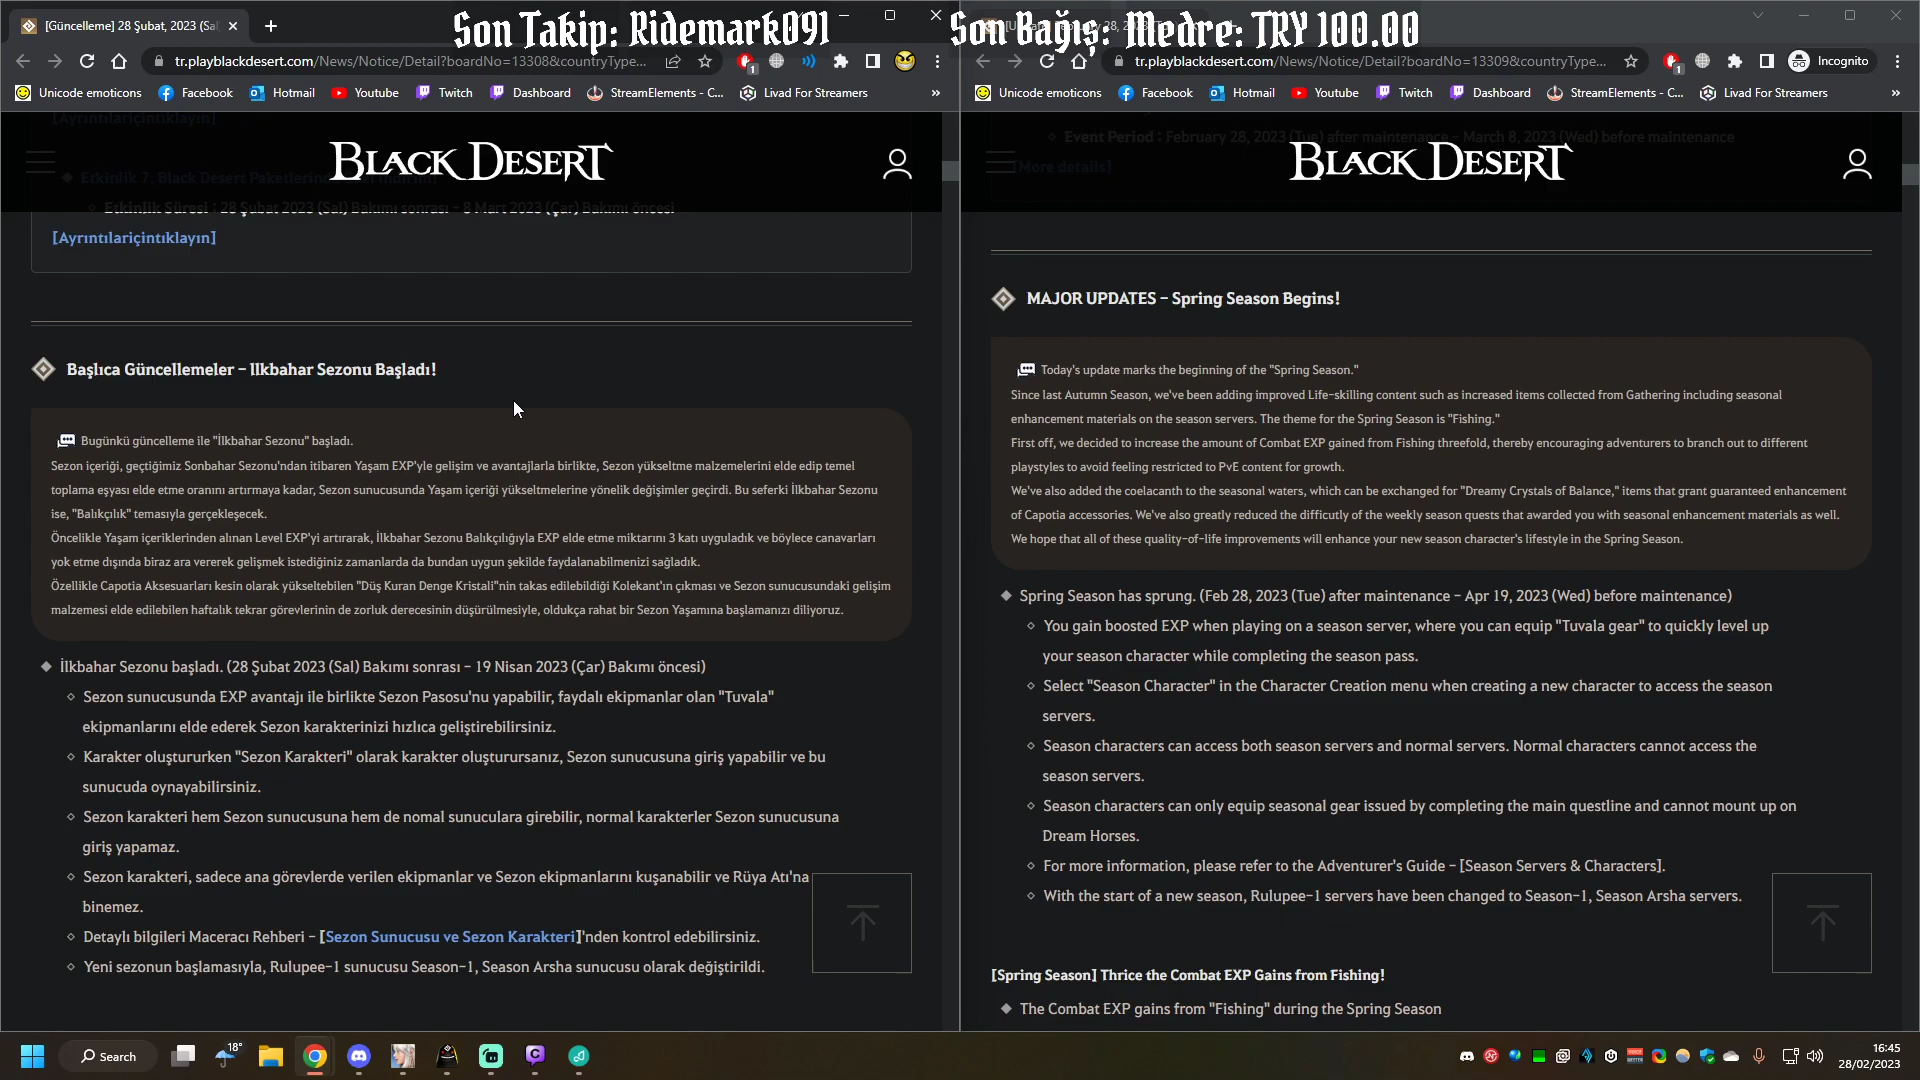 [Güncelleme] 28 Şubat, 2023 (Sal
Son Takip: Ridemark091
Son Bağış: Medre: TRY 100.00
tr.playblackdesert.com/News/Notice/Detail?boardNo=13308&countryType...
tr.playblackdesert.com/News/Notice/Detail?boardNo=13309&countryType...
Incognito
Unicode emoticons
Facebook
Hotmail
Youtube
Twitch
Dashboard
StreamElements - C...
Livad For Streamers
»
Unicode emoticons
Facebook
Hotmail
Youtube
Twitch
Dashboard
StreamElements - C...
Livad For Streamers
»
[Ayrıntılariçintıklayın]
BLACK DESERT
Etkinlik 7. Black Desert Paketlerin
Etkinlik Süresi : 28 Şubat 2023 (Sal) Bakımı sonrası - 8 Mart 2023 (Çar) Bakımı öncesi
[Ayrıntılariçintıklayın]
Başlıca Güncellemeler - İlkbahar Sezonu Başladı!
Bugünkü güncelleme ile "İlkbahar Sezonu" başladı.
Sezon içeriği, geçtiğimiz Sonbahar Sezonu'ndan itibaren Yaşam EXP'yle gelişim ve avantajlarla birlikte, Sezon yükseltme malzemelerini elde edip temel
toplama eşyası elde etme oranını artırmaya kadar, Sezon sunucusunda Yaşam içeriği yükseltmelerine yönelik değişimler geçirdi. Bu seferki İlkbahar Sezonu
ise, "Balıkçılık" temasıyla gerçekleşecek.
Öncelikle Yaşam içeriklerinden alınan Level EXP'yi artırarak, İlkbahar Sezonu Balıkçılığıyla EXP elde etme miktarını 3 katı uyguladık ve böylece canavarları
yok etme dışında biraz ara vererek gelişmek istediğiniz zamanlarda da bundan uygun şekilde faydalanabilmenizi sağladık.
Özellikle Capotia Aksesuarları kesin olarak yükseltebilen "Düş Kuran Denge Kristali"nin takas edilebildiği Kolekant'ın çıkması ve Sezon sunucusundaki gelişim
malzemesi elde edilebilen haftalık tekrar görevlerinin de zorluk derecesinin düşürülmesiyle, oldukça rahat bir Sezon Yaşamına başlamanızı diliyoruz.
İlkbahar Sezonu başladı. (28 Şubat 2023 (Sal) Bakımı sonrası - 19 Nisan 2023 (Çar) Bakımı öncesi)
Sezon sunucusunda EXP avantajı ile birlikte Sezon Pasosu'nu yapabilir, faydalı ekipmanlar olan "Tuvala"
ekipmanlarını elde ederek Sezon karakterinizi hızlıca geliştirebilirsiniz.
Karakter oluştururken "Sezon Karakteri" olarak karakter oluşturursanız, Sezon sunucusuna giriş yapabilir ve bu
sunucuda oynayabilirsiniz.
Sezon karakteri hem Sezon sunucusuna hem de nomal sunuculara girebilir, normal karakterler Sezon sunucusuna
giriş yapamaz.
Sezon karakteri, sadece ana görevlerde verilen ekipmanlar ve Sezon ekipmanlarını kuşanabilir ve Rüya Atı'na
binemez.
Detaylı bilgileri Maceracı Rehberi - [Sezon Sunucusu ve Sezon Karakteri]'nden kontrol edebilirsiniz.
Yeni sezonun başlamasıyla, Rulupee-1 sunucusu Season-1, Season Arsha sunucusu olarak değiştirildi.
Event Period : February 28, 2023 (Tue) after maintenance - March 8, 2023 (Wed) before maintenance
BLACK DESERT
[More details]
MAJOR UPDATES - Spring Season Begins!
Today's update marks the beginning of the "Spring Season."
Since last Autumn Season, we've been adding improved Life-skilling content such as increased items collected from Gathering including seasonal
enhancement materials on the season servers. The theme for the Spring Season is "Fishing."
First off, we decided to increase the amount of Combat EXP gained from Fishing threefold, thereby encouraging adventurers to branch out to different
playstyles to avoid feeling restricted to PvE content for growth.
We've also added the coelacanth to the seasonal waters, which can be exchanged for "Dreamy Crystals of Balance," items that grant guaranteed enhancement
of Capotia accessories. We've also greatly reduced the difficutly of the weekly season quests that awarded you with seasonal enhancement materials as well.
We hope that all of these quality-of-life improvements will enhance your new season character's lifestyle in the Spring Season.
Spring Season has sprung. (Feb 28, 2023 (Tue) after maintenance - Apr 19, 2023 (Wed) before maintenance)
You gain boosted EXP when playing on a season server, where you can equip "Tuvala gear" to quickly level up
your season character while completing the season pass.
Select "Season Character" in the Character Creation menu when creating a new character to access the season
servers.
Season characters can access both season servers and normal servers. Normal characters cannot access the
season servers.
Season characters can only equip seasonal gear issued by completing the main questline and cannot mount up on
Dream Horses.
For more information, please refer to the Adventurer's Guide - [Season Servers & Characters].
With the start of a new season, Rulupee-1 servers have been changed to Season-1, Season Arsha servers.
[Spring Season] Thrice the Combat EXP Gains from Fishing!
The Combat EXP gains from "Fishing" during the Spring Season
Search
18°
16:45
28/02/2023